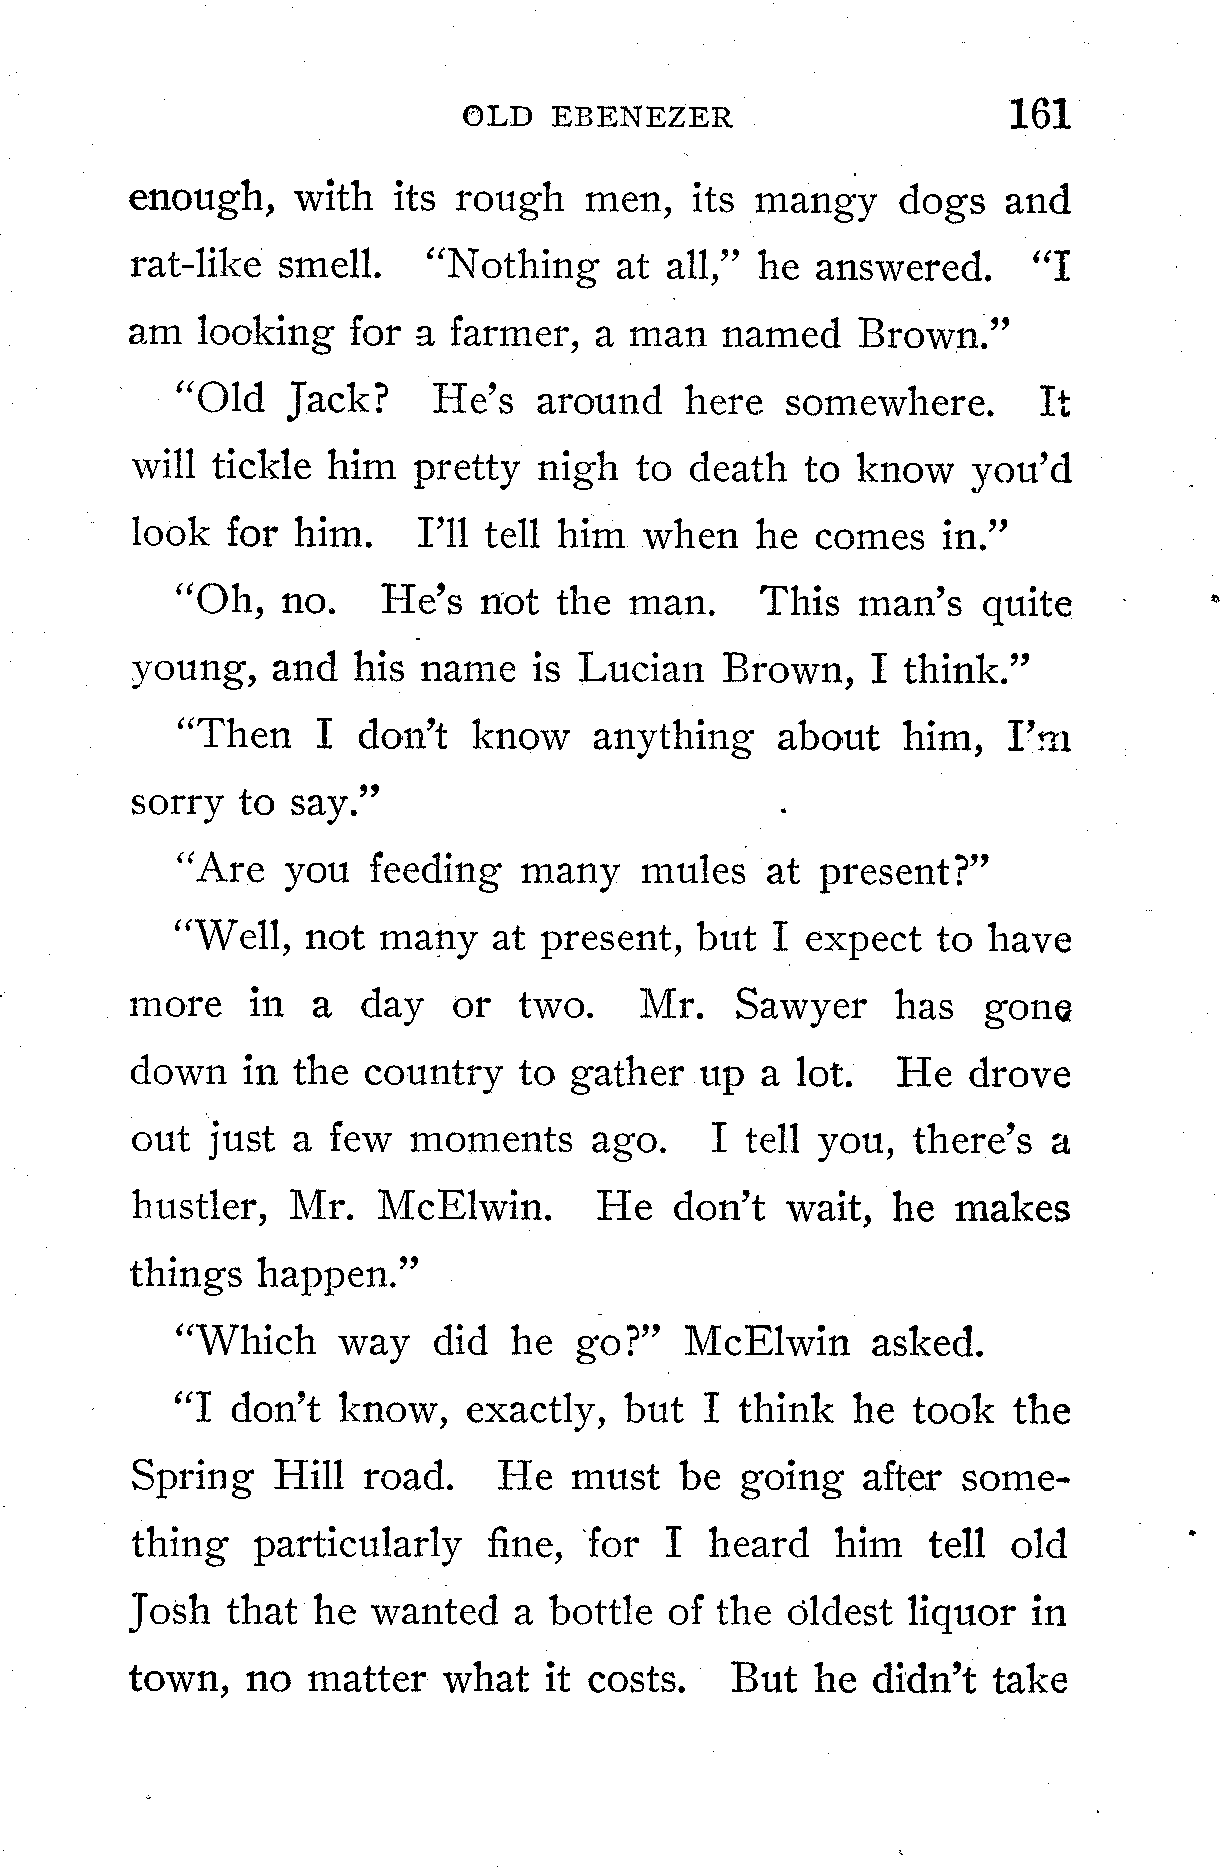 OLD EBENEZER 161
enough, with its rough men, its mangy dogs and
rat-like smell. “Nothing at all,” he answered. “I
am looking for a farmer, a man named Brown.”
“Old Jack? He’s around here somewhere. It
will tickle him pretty nigh to death to know you’d
look for him. I’ll tell him when he comes in.”
“Oh, no. He’s not the man. This man’s quite
young, and his name is Lucian Brown, I think.”
“Then I don’t know anything about him, I’m
sorry to say.”
“Are you feeding many mules at present?”
“Well, not many at present, but I expect to have
more in a day or two. Mr. Sawyer has gone
down in the country to gather up a lot. He drove
out just a few moments ago. I tell you, there’s a
hustler, Mr. McElwin. He don’t wait, he makes
things happen.”
“Which way did he go?” McElwin asked.
“I don’t know, exactly, but I think he took the
Spring Hill road. He must be going after some-
thing particularly fine, for I heard him tell old
Josh that he wanted a bottle of the oldest liquor in
town, no matter what it costs. But he didn’t take